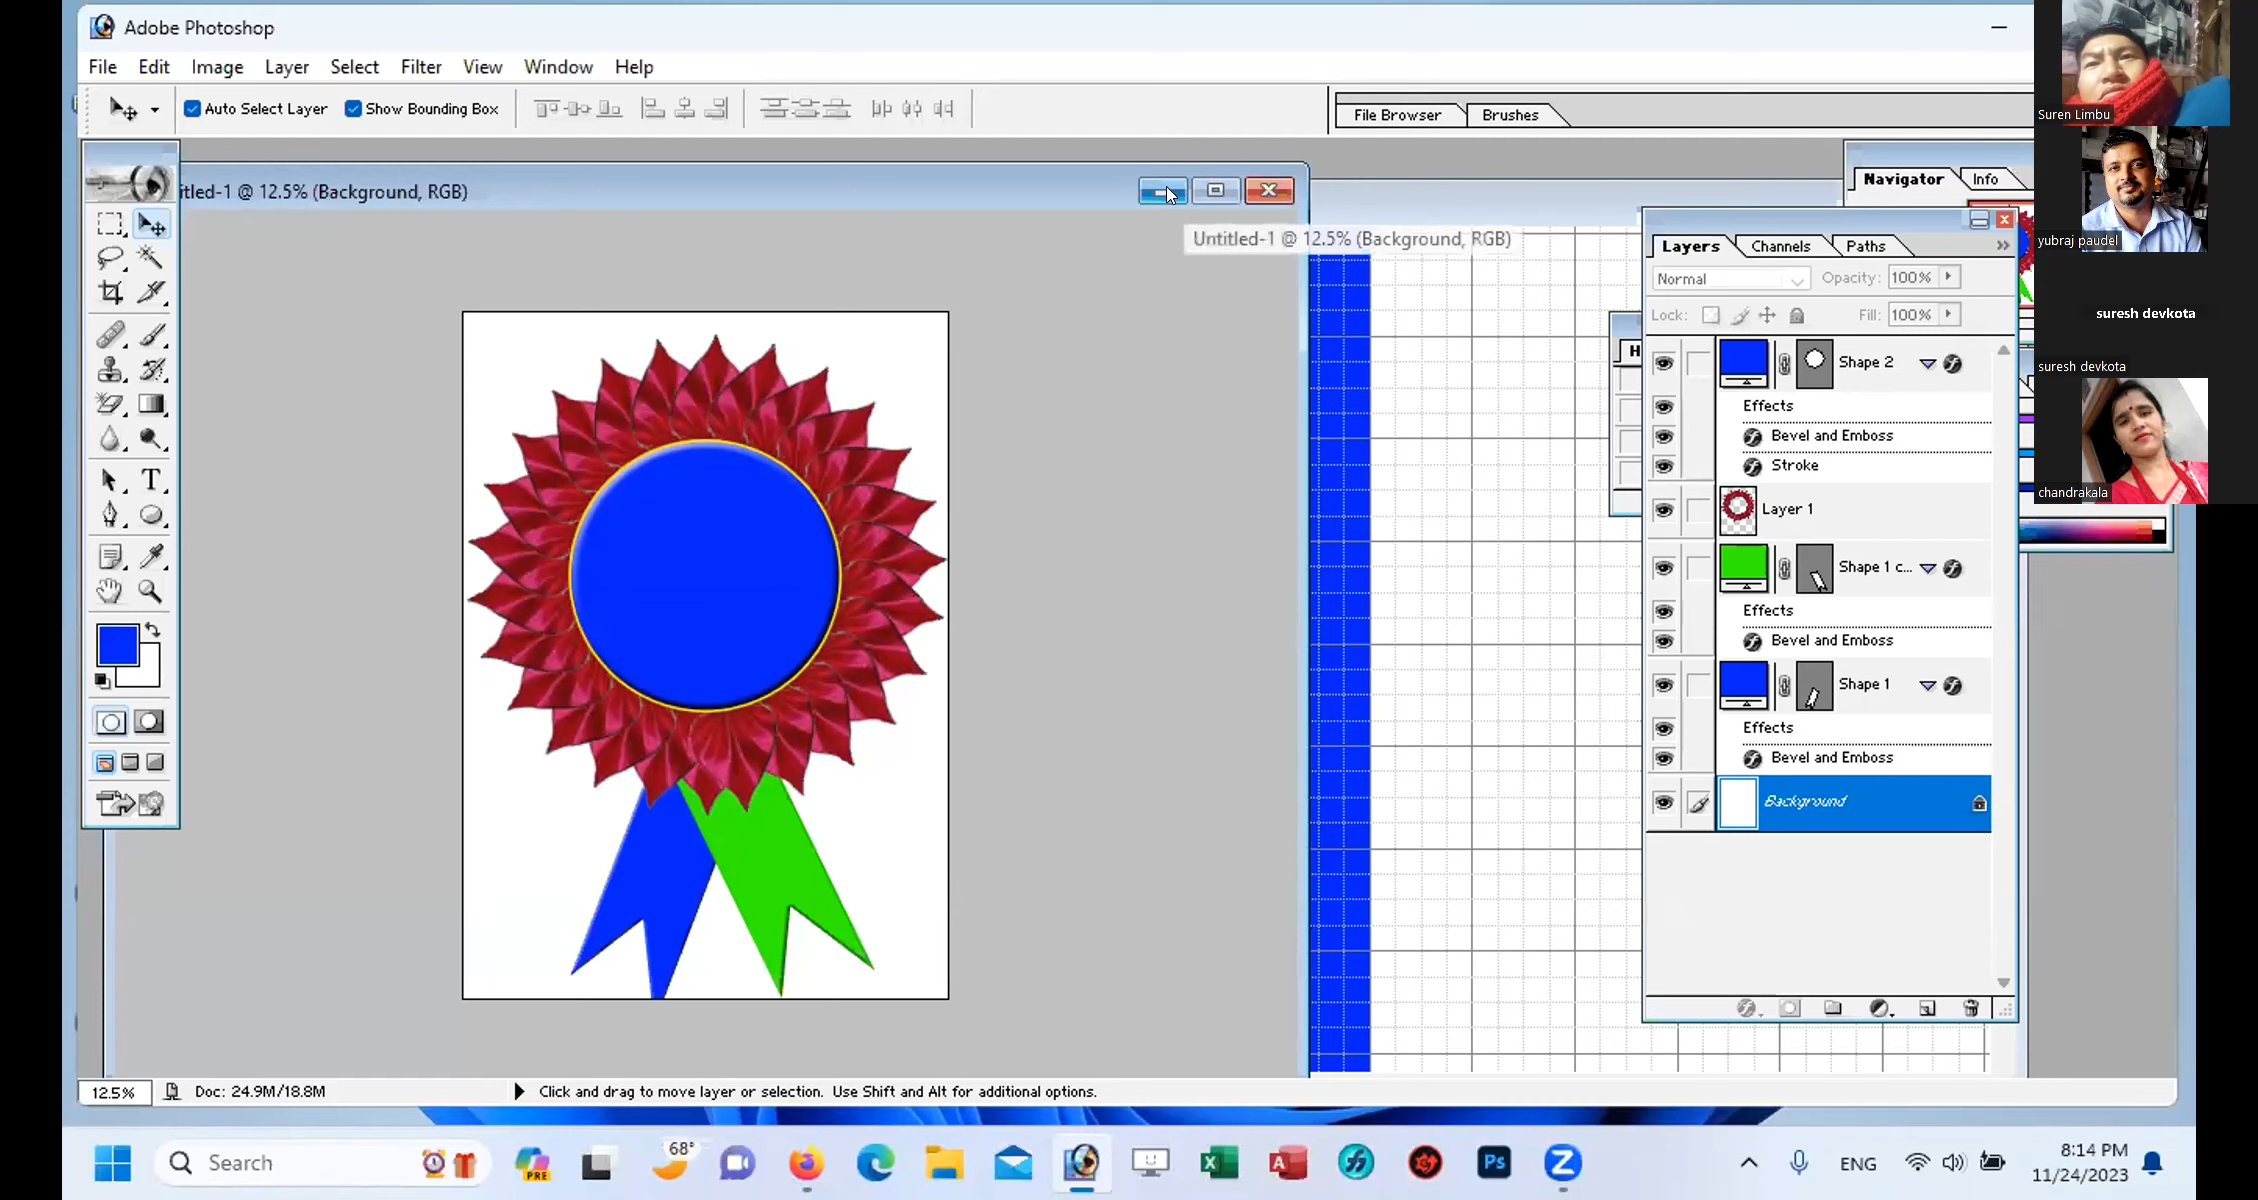 Adobe Photoshop
File Edit Image Layer Select Filter View Window Help
Auto Select Layer Show Bounding Box
File Browser Brushes
itled-1 @ 12.5% (Background, RGB)
Untitled-1 @ 12.5% (Background, RGB)
Navigator Info
Layers Channels Paths
Normal Opacity: 100%
Lock: Fill: 100%
H
Shape 2
Effects
Bevel and Emboss
Stroke
Layer 1
Shape 1 c...
Effects
Bevel and Emboss
Shape 1
Effects
Bevel and Emboss
Background
T
12.5% Doc: 24.9M/18.8M Click and drag to move layer or selection. Use Shift and Alt for additional options.
Suren Limbu
yubraj paudel
suresh devkota
suresh devkota
chandrakala
Search
PRE
68°
X
A
Ps
Z
ENG
8:14 PM
11/24/2023